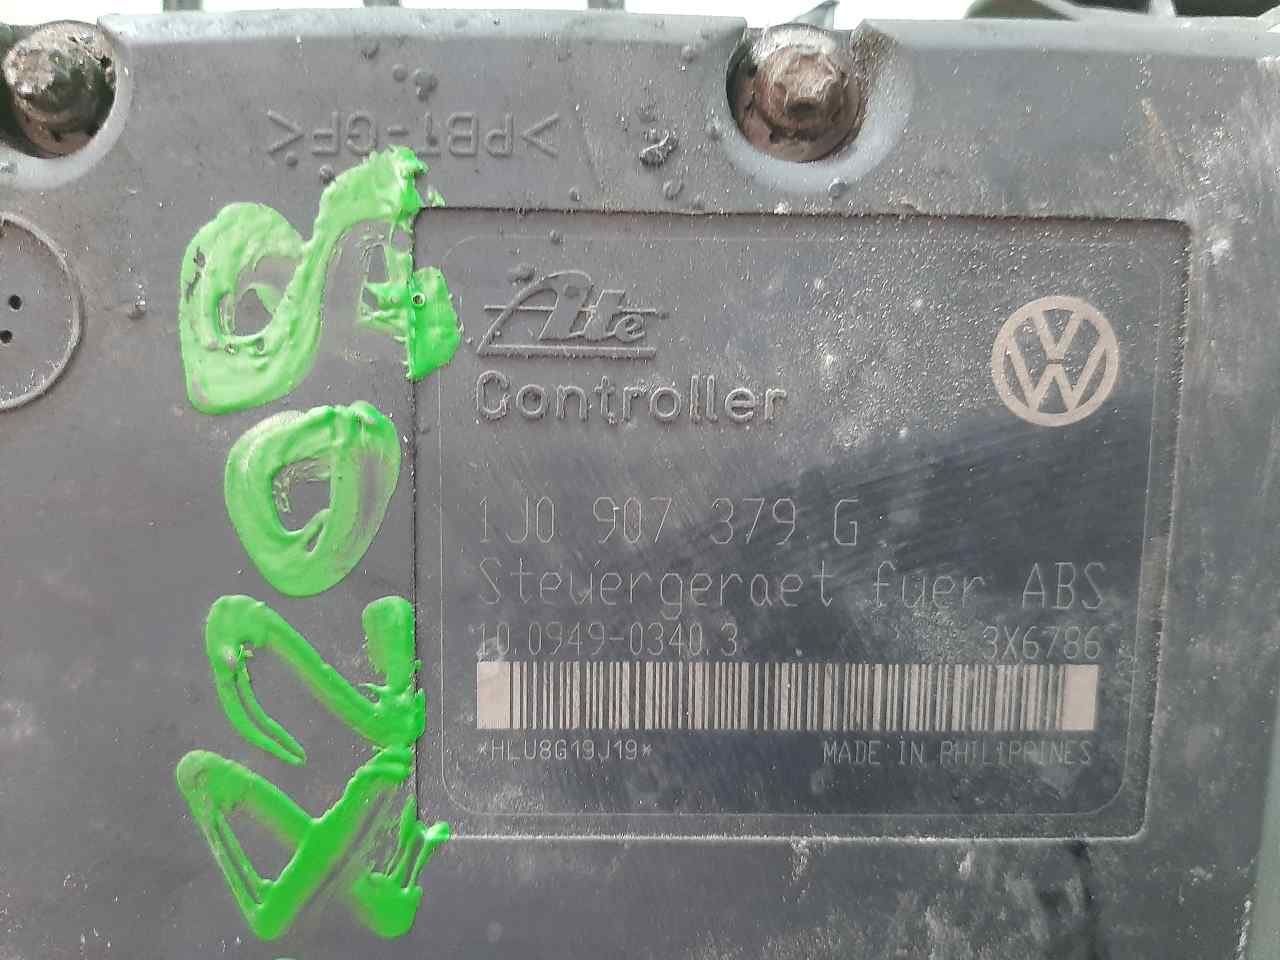 >PBT-GF<
Ate
Controller
1J0 907 379 G
Steuergeraet fuer ABS
10.0949-0340.3 3X6786
*HLU8G19J19*
MADE IN PHILIPPINES